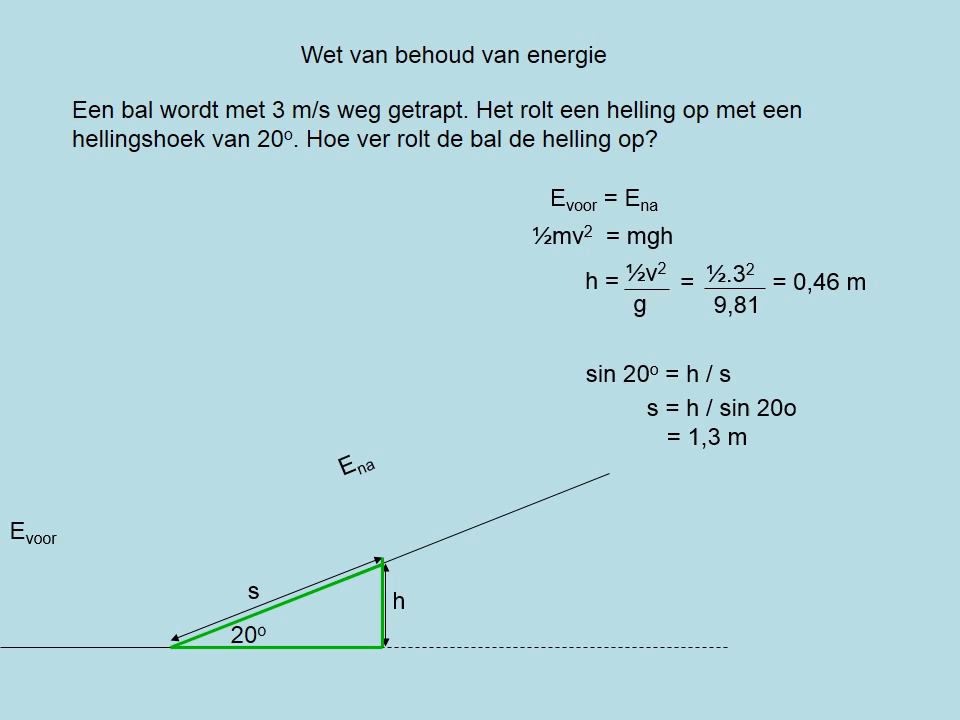 Wet van behoud van energie
Een bal wordt met 3 m/s weg getrapt. Het rolt een helling op met een
hellingshoek van 20º. Hoe ver rolt de bal de helling op?
Evoor = Ena
½mv² = mgh
h = ½v² / g = ½.3² / 9,81 = 0,46 m
sin 20º = h / s
s = h / sin 20o
= 1,3 m
Ena
Evoor
s
h
20º